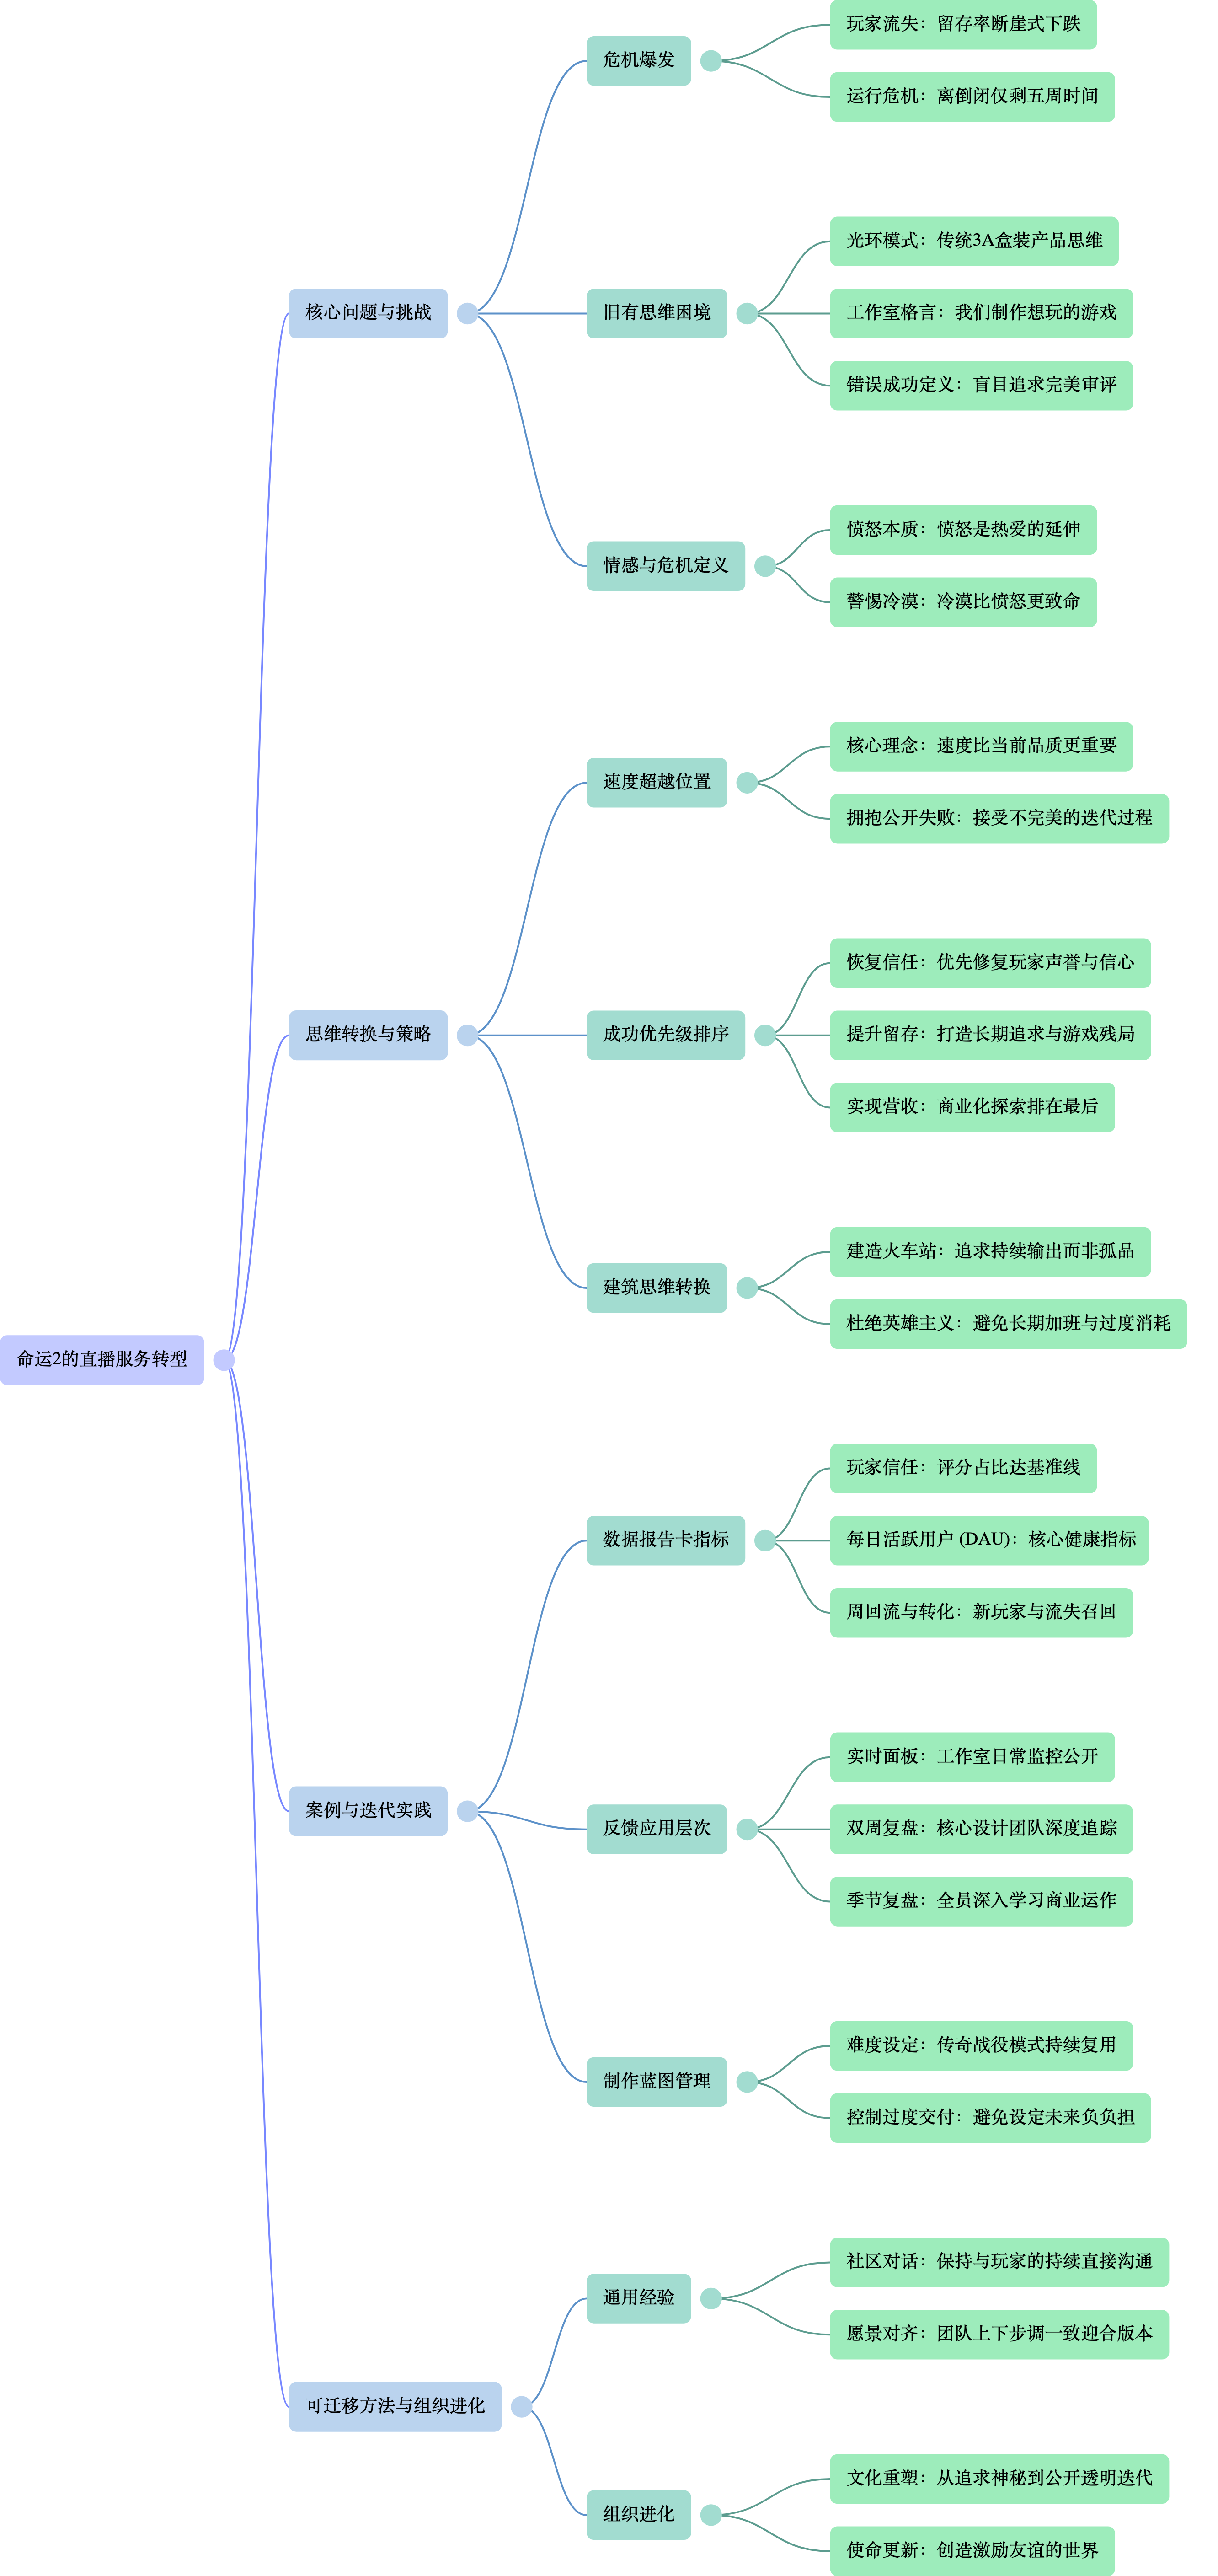 命运2的直播服务转型
核心问题与挑战
危机爆发
玩家流失：留存率断崖式下跌
运行危机：离倒闭仅剩五周时间
旧有思维困境
光环模式：传统3A盒装产品思维
工作室格言：我们制作想玩的游戏
错误成功定义：盲目追求完美审评
情感与危机定义
愤怒本质：愤怒是热爱的延伸
警惕冷漠：冷漠比愤怒更致命
思维转换与策略
速度超越位置
核心理念：速度比当前品质更重要
拥抱公开失败：接受不完美的迭代过程
成功优先级排序
恢复信任：优先修复玩家声誉与信心
提升留存：打造长期追求与游戏残局
实现营收：商业化探索排在最后
建筑思维转换
建造火车站：追求持续输出而非孤品
杜绝英雄主义：避免长期加班与过度消耗
案例与迭代实践
数据报告卡指标
玩家信任：评分占比达基准线
每日活跃用户 (DAU)：核心健康指标
周回流与转化：新玩家与流失召回
反馈应用层次
实时面板：工作室日常监控公开
双周复盘：核心设计团队深度追踪
季节复盘：全员深入学习商业运作
制作蓝图管理
难度设定：传奇战役模式持续复用
控制过度交付：避免设定未来负负担
可迁移方法与组织进化
通用经验
社区对话：保持与玩家的持续直接沟通
愿景对齐：团队上下步调一致迎合版本
组织进化
文化重塑：从追求神秘到公开透明迭代
使命更新：创造激励友谊的世界